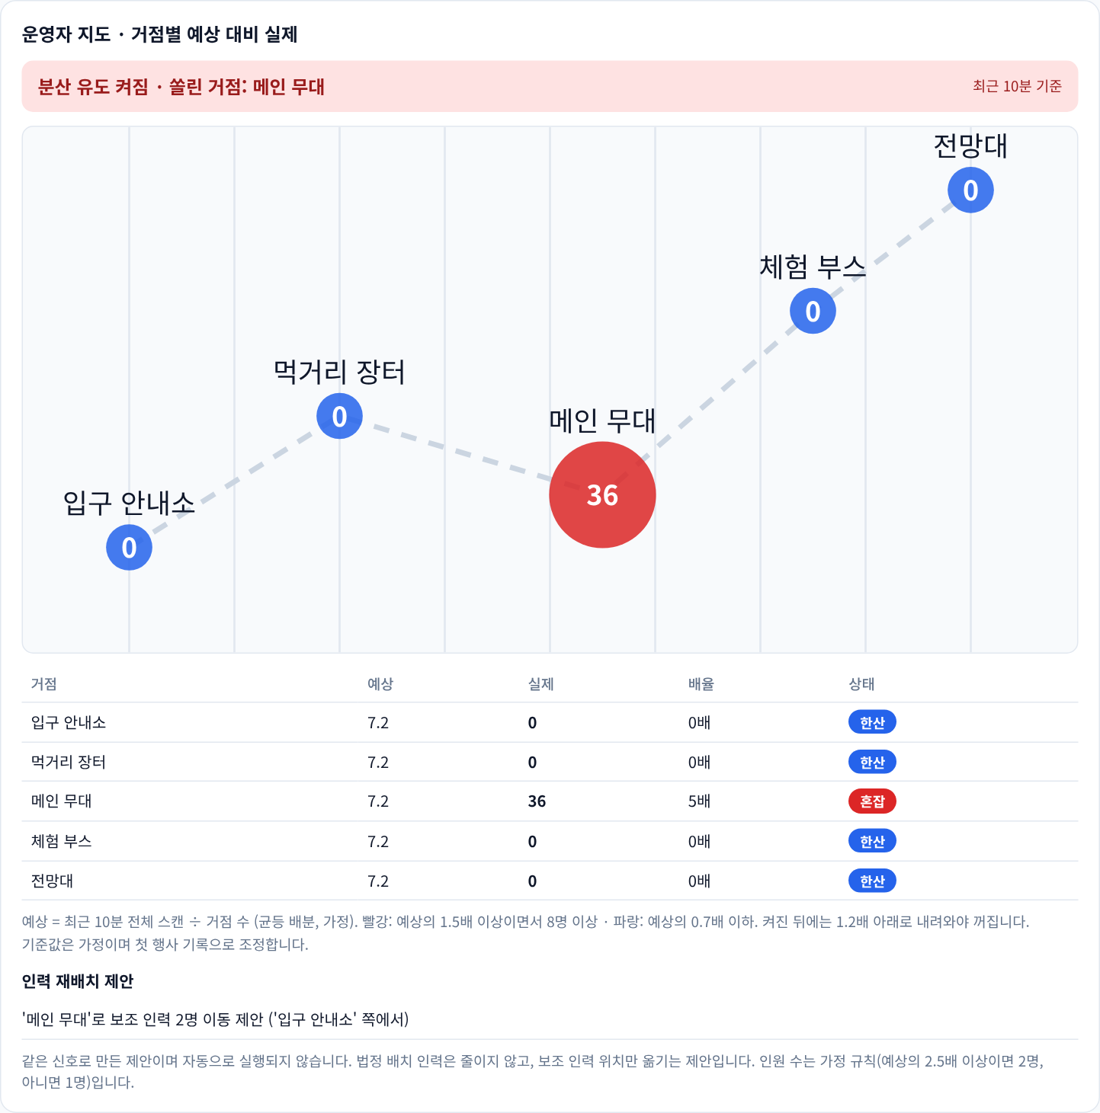 운영자 지도 · 거점별 예상 대비 실제
분산 유도 켜짐 · 쏠린 거점: 메인 무대 최근 10분 기준
전망대
0
체험 부스
0
먹거리 장터
0
메인 무대
36
입구 안내소
0
거점 예상 실제 배율 상태
입구 안내소 7.2 0 0배 한산
먹거리 장터 7.2 0 0배 한산
메인 무대 7.2 36 5배 혼잡
체험 부스 7.2 0 0배 한산
전망대 7.2 0 0배 한산
예상 = 최근 10분 전체 스캔 ÷ 거점 수 (균등 배분, 가정). 빨강: 예상의 1.5배 이상이면서 8명 이상 · 파랑: 예상의 0.7배 이하. 켜진 뒤에는 1.2배 아래로 내려와야 꺼집니다.
기준값은 가정이며 첫 행사 기록으로 조정합니다.
인력 재배치 제안
'메인 무대'로 보조 인력 2명 이동 제안 ('입구 안내소' 쪽에서)
같은 신호로 만든 제안이며 자동으로 실행되지 않습니다. 법정 배치 인력은 줄이지 않고, 보조 인력 위치만 옮기는 제안입니다. 인원 수는 가정 규칙(예상의 2.5배 이상이면 2명,
아니면 1명)입니다.